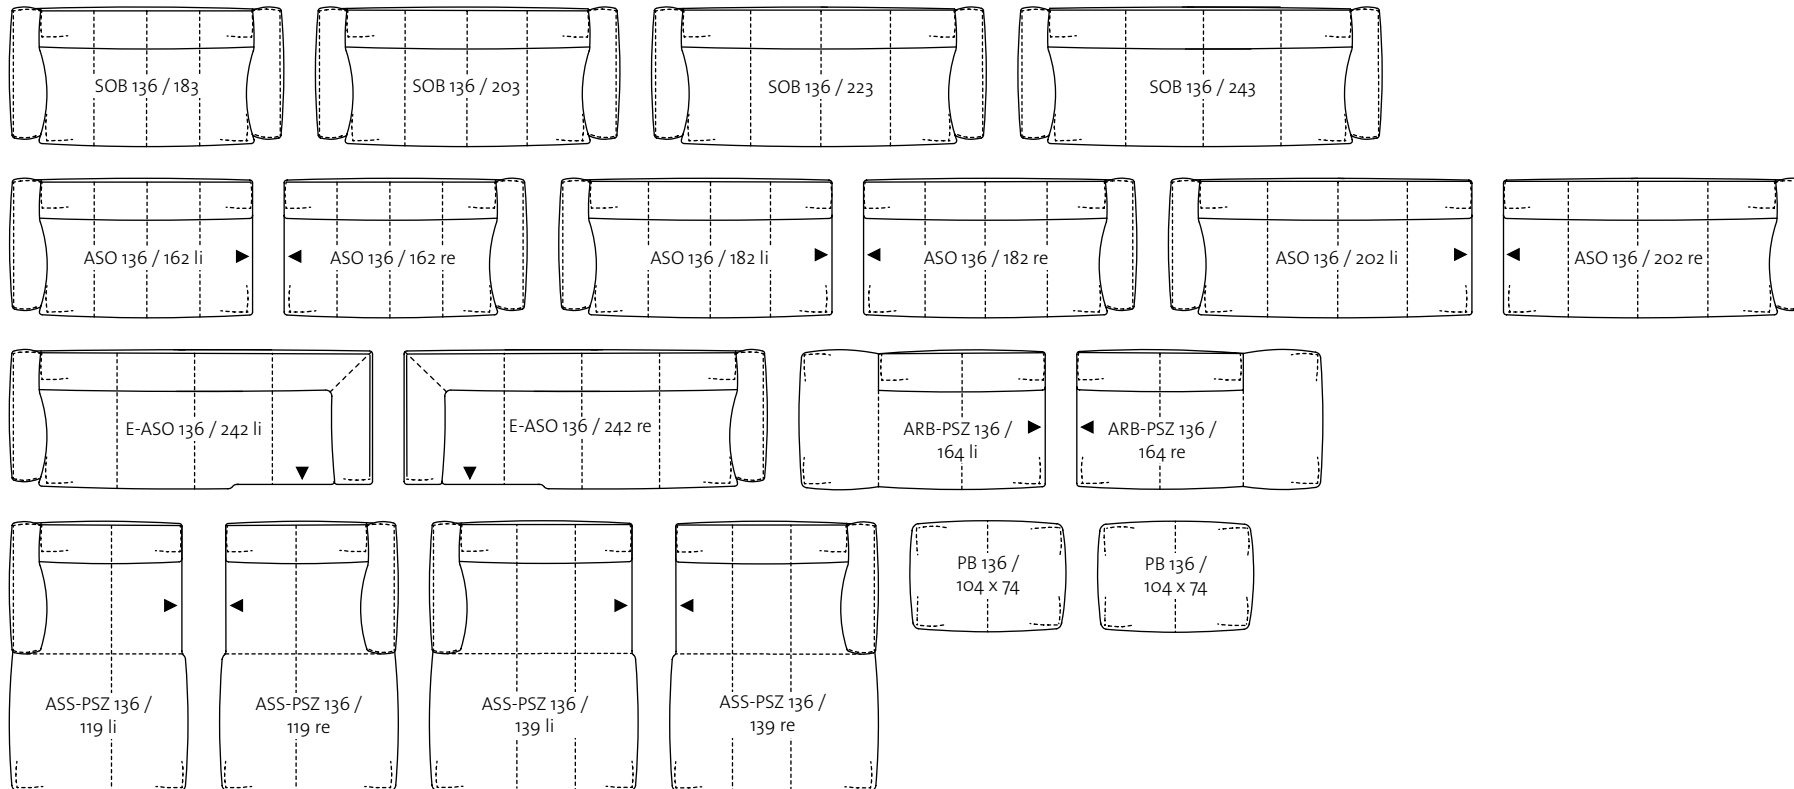 SOB 136 / 183
SOB 136 / 203
SOB 136 / 223
SOB 136 / 243
ASO 136 / 162 li
ASO 136 / 162 re
ASO 136 / 182 li
ASO 136 / 182 re
ASO 136 / 202 li
ASO 136 / 202 re
E-ASO 136 / 242 li
E-ASO 136 / 242 re
ARB-PSZ 136 /
164 li
ARB-PSZ 136 /
164 re
ASS-PSZ 136 /
119 li
ASS-PSZ 136 /
119 re
ASS-PSZ 136 /
139 li
ASS-PSZ 136 /
139 re
PB 136 /
104 x 74
PB 136 /
104 x 74